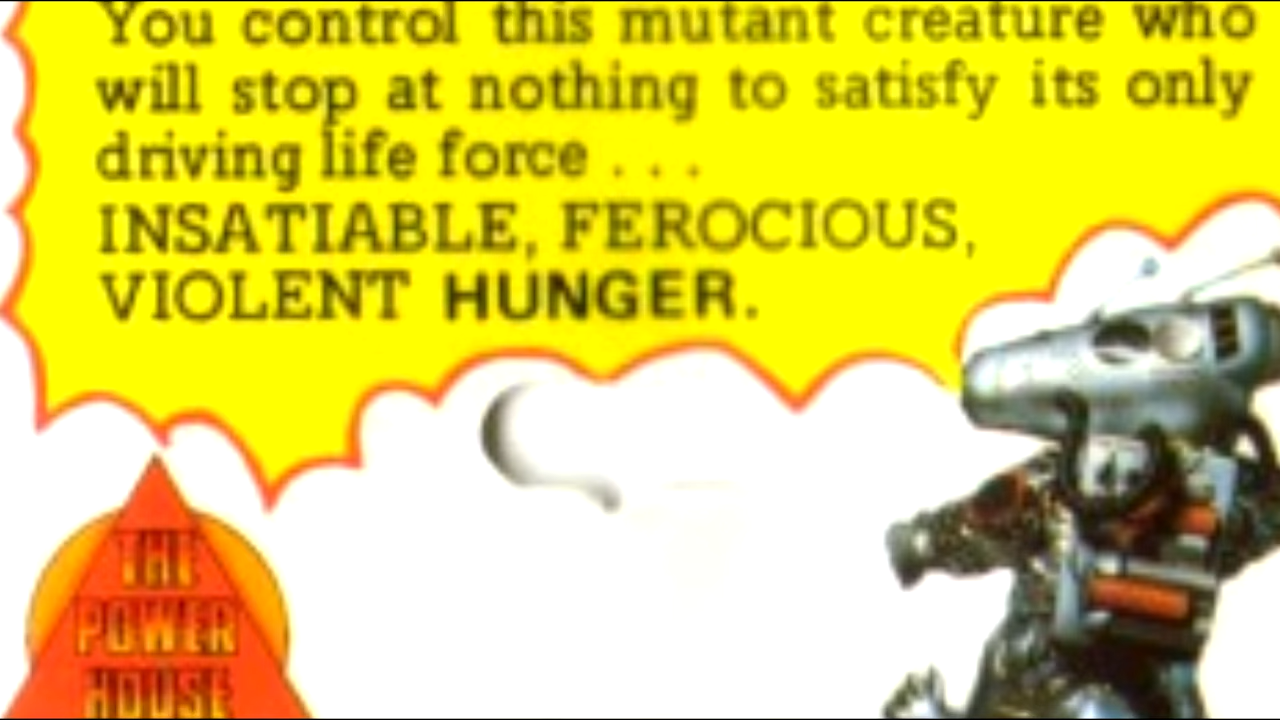 You control this mutant creature who
will stop at nothing to satisfy its only
driving life force . . .
INSATIABLE, FEROCIOUS,
VIOLENT HUNGER.
THE
POWER
HOUSE